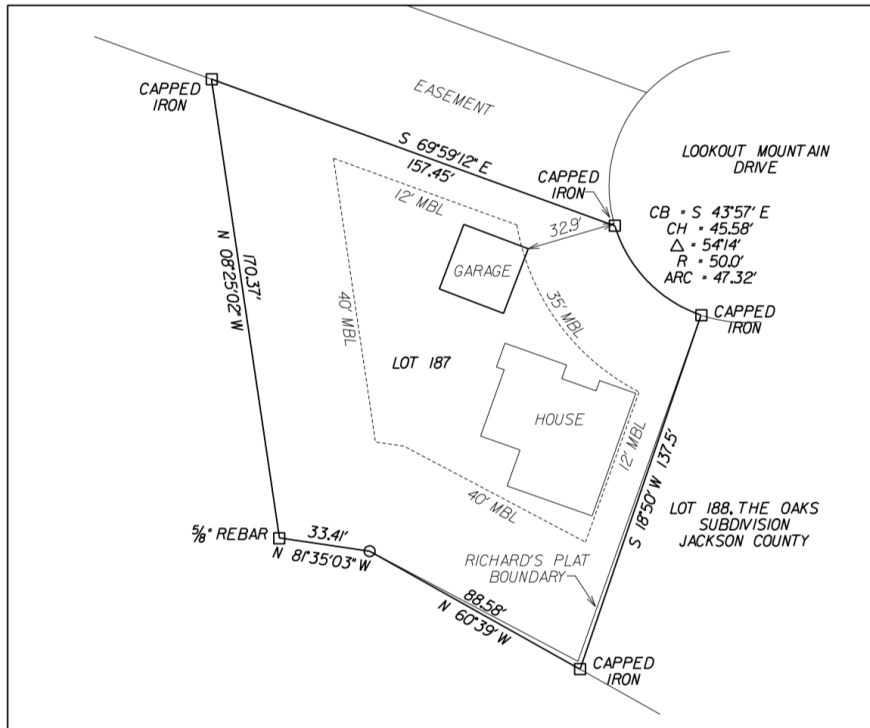 CAPPED
IRON
EASEMENT
S 69°59'12" E
157.45'
CAPPED
IRON
LOOKOUT MOUNTAIN
DRIVE
CB = S 43°57' E
CH = 45.58'
△ = 54°14'
R = 50.0'
ARC = 47.32'
12' MBL
32.9'
GARAGE
CAPPED
IRON
170.37'
N 08°25'02" W
40' MBL
35' MBL
LOT 187
HOUSE
12' MBL
S 18°50' W 137.5'
40' MBL
LOT 188, THE OAKS
SUBDIVISION
JACKSON COUNTY
5/8" REBAR
33.41'
N 81°35'03" W
RICHARD'S PLAT
BOUNDARY
88.58'
N 60°39' W
CAPPED
IRON